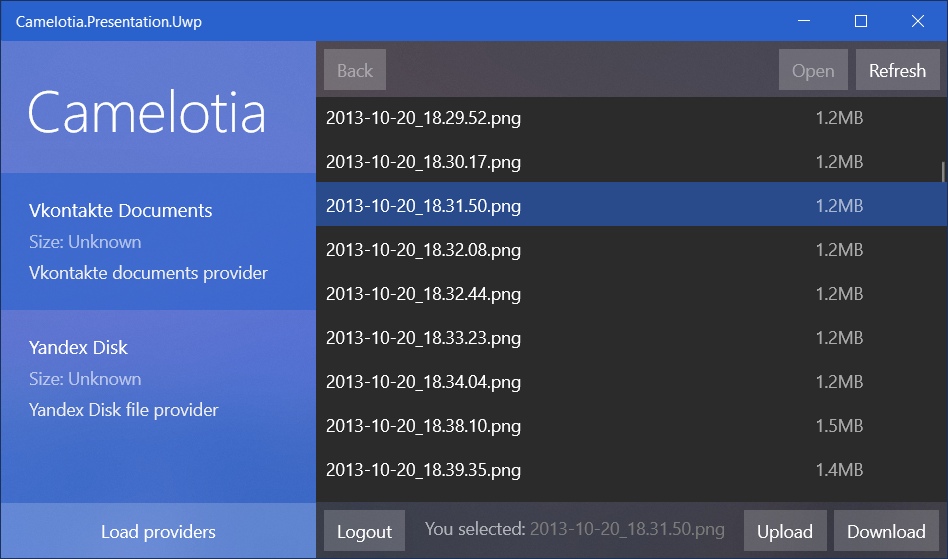 Camelotia.Presentation.Uwp
Camelotia
Vkontakte Documents
Size: Unknown
Vkontakte documents provider
Yandex Disk
Size: Unknown
Yandex Disk file provider
Load providers
Back Open Refresh
2013-10-20_18.29.52.png 1.2MB
2013-10-20_18.30.17.png 1.2MB
2013-10-20_18.31.50.png 1.2MB
2013-10-20_18.32.08.png 1.2MB
2013-10-20_18.32.44.png 1.2MB
2013-10-20_18.33.23.png 1.2MB
2013-10-20_18.34.04.png 1.2MB
2013-10-20_18.38.10.png 1.5MB
2013-10-20_18.39.35.png 1.4MB
Logout You selected: 2013-10-20_18.31.50.png Upload Download